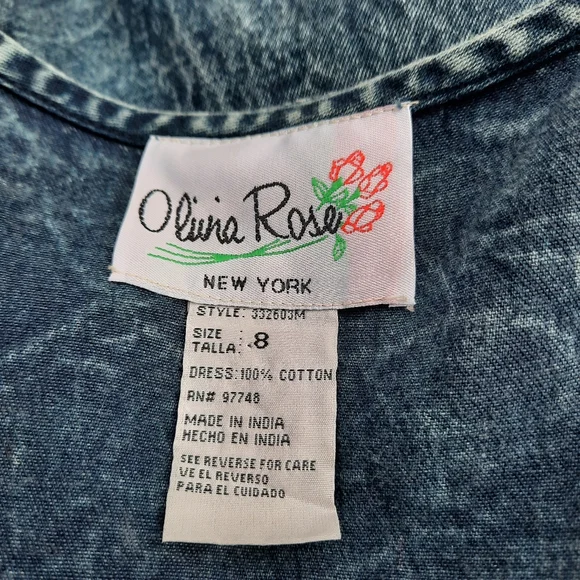 Olivia Rose
NEW YORK
STYLE: 332603M
SIZE
TALLA: 8
DRESS: 100% COTTON
RN# 97748
MADE IN INDIA
HECHO EN INDIA
SEE REVERSE FOR CARE
VE EL REVERSO
PARA EL CUIDADO